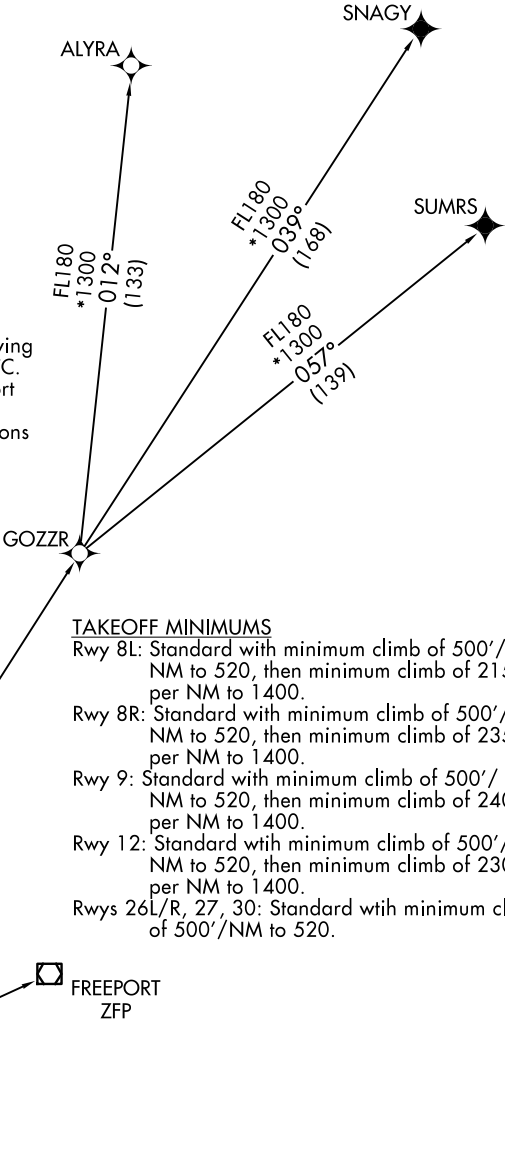 SNAGY
ALYRA
FL180
*1300
039°
(168)
SUMRS
FL180
*1300
012°
(133)
FL180
*1300
057°
(139)
GOZZR
TAKEOFF MINIMUMS
Rwy 8L: Standard with minimum climb of 500'/
NM to 520, then minimum climb of
per NM to 1400.
Rwy 8R: Standard with minimum climb of 500'/
NM to 520, then minimum climb of
per NM to 1400.
Rwy 9: Standard with minimum climb of 500'/
NM to 520, then minimum climb of
per NM to 1400.
Rwy 12: Standard wtih minimum climb of 500'/
NM to 520, then minimum climb of
per NM to 1400.
Rwys 26L/R, 27, 30: Standard wtih minimum
of 500'/NM to 520.
FREEPORT
ZFP